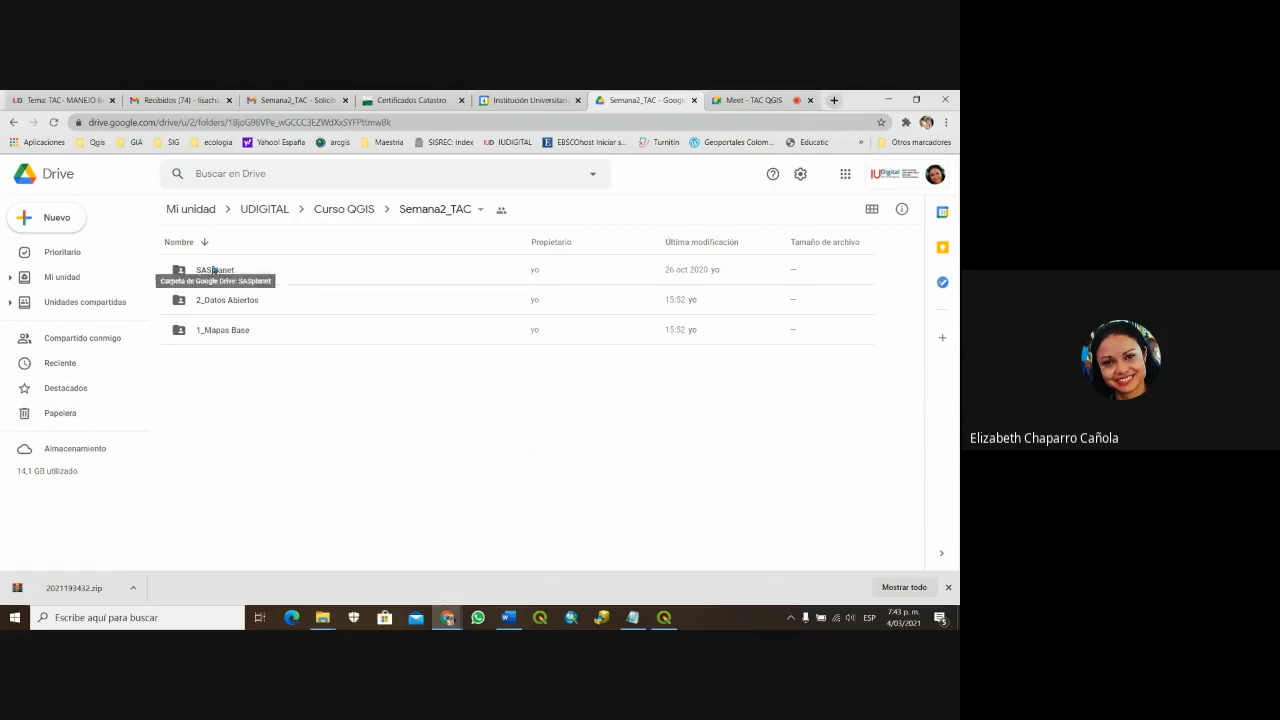 Tema: TAC- MANEJO B
Recibidos (74) – lisacha
Semana2_TAC - Solicit
Certificados Catastro
Institución Universitari
Semana2_TAC - Googl
Meet – TAC QGIS
drive.google.com/drive/u/2/folders/
Aplicaciones
Qgis
GIA
SIG
ecologia
Yahoo! España
arcgis
Maestria
SISREC: Index
IUDIGITAL
EBSCOhost Iniciar s...
Turnitin
Geoportales Colom...
Educatic
»
Otros marcadores
Drive
Buscar en Drive
IUDigital
Nuevo
Mi unidad > UDIGITAL > Curso QGIS > Semana2_TAC
Nombre
Propietario
Última modificación
Tamaño de archivo
Prioritario
Mi unidad
Unidades compartidas
Compartido conmigo
Reciente
Destacados
Papelera
Almacenamiento
14,1 GB utilizado
SASplanet
yo
26 oct 2020 yo
–
Carpeta de Google Drive: SASplanet
2_Datos Abiertos
yo
15:52 yo
–
1_Mapas Base
yo
15:52 yo
–
Elizabeth Chaparro Cañola
2021193432.zip
Mostrar todo
Escribe aquí para buscar
ESP
7:43 p. m.
4/03/2021